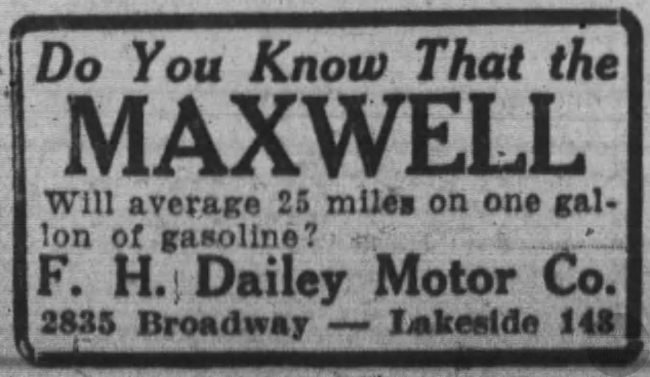 Do You Know That the
MAXWELL
Will average 25 miles on one gal-
lon of gasoline?
F. H. Dailey Motor Co.
2835 Broadway — Lakeside 148